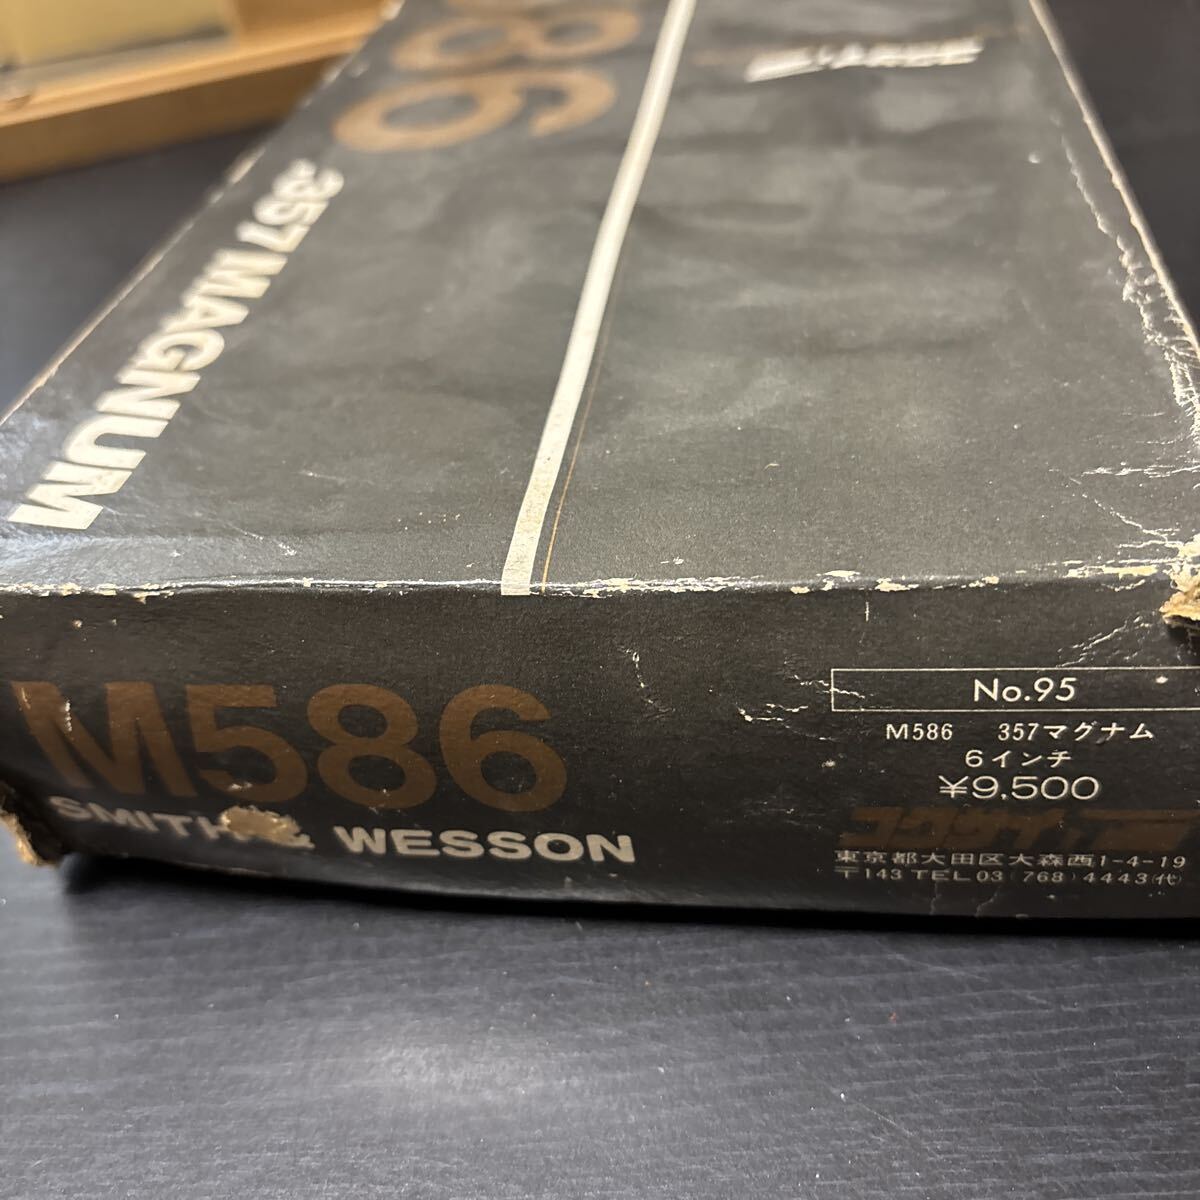 86
.357 MAGNUM
M586
SMITH & WESSON
No.95
M586 357マグナム
6インチ
¥9,500
東京都大田区大森西1-4-19
〒143 TEL 03(768)4443(代)